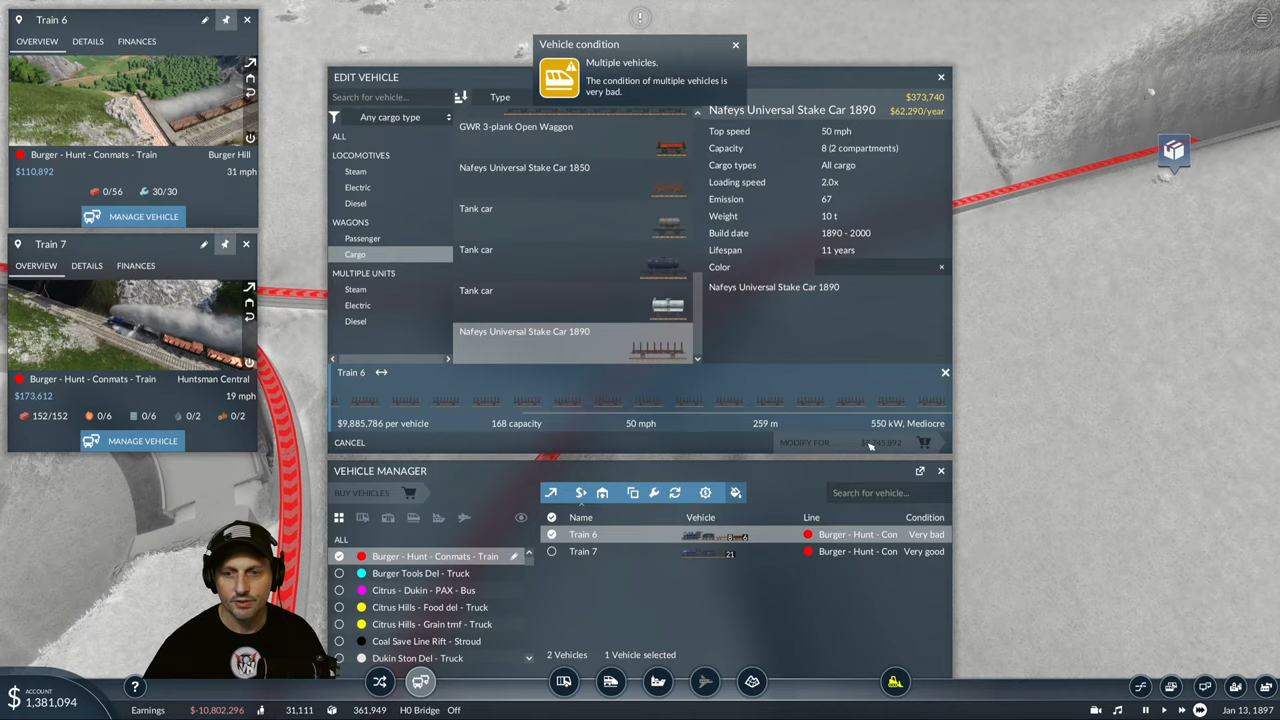 Train 6
OVERVIEW DETAILS FINANCES
Burger - Hunt - Conmats - Train Burger Hill
$110,892 31 mph
0/56 30/30
MANAGE VEHICLE
Train 7
OVERVIEW DETAILS FINANCES
Burger - Hunt - Conmats - Train Huntsman Central
$173,612 19 mph
152/152 0/6 0/6 0/2 0/2
MANAGE VEHICLE
Vehicle condition
Multiple vehicles.
The condition of multiple vehicles is
very bad.
EDIT VEHICLE
Search for vehicle...
Type
Any cargo type
ALL
LOCOMOTIVES
Steam
Electric
Diesel
WAGONS
Passenger
Cargo
MULTIPLE UNITS
Steam
Electric
Diesel
GWR 3-plank Open Waggon
Nafeys Universal Stake Car 1850
Tank car
Tank car
Tank car
Nafeys Universal Stake Car 1890
$373,740
$62,290/year
Nafeys Universal Stake Car 1890
Top speed 50 mph
Capacity 8 (2 compartments)
Cargo types All cargo
Loading speed 2.0x
Emission 67
Weight 10 t
Build date 1890 - 2000
Lifespan 11 years
Color
Nafeys Universal Stake Car 1890
Train 6
$9,885,786 per vehicle 168 capacity 50 mph 259 m 550 kW, Mediocre
CANCEL MODIFY FOR
VEHICLE MANAGER
BUY VEHICLES
Search for vehicle...
ALL
Burger - Hunt - Conmats - Train
Burger Tools Del - Truck
Citrus - Dukin - PAX - Bus
Citrus Hills - Food del - Truck
Citrus Hills - Grain tmf - Truck
Coal Save Line Rift - Stroud
Dukin Ston Del - Truck
Name Vehicle Line Condition
Train 6 8 6 Burger - Hunt - Con Very bad
Train 7 21 Burger - Hunt - Con Very good
2 Vehicles 1 Vehicle selected
$ ACCOUNT
1,381,094
?
Earnings $-10,802,296 31,111 361,949 H0 Bridge Off
Jan 13, 1897